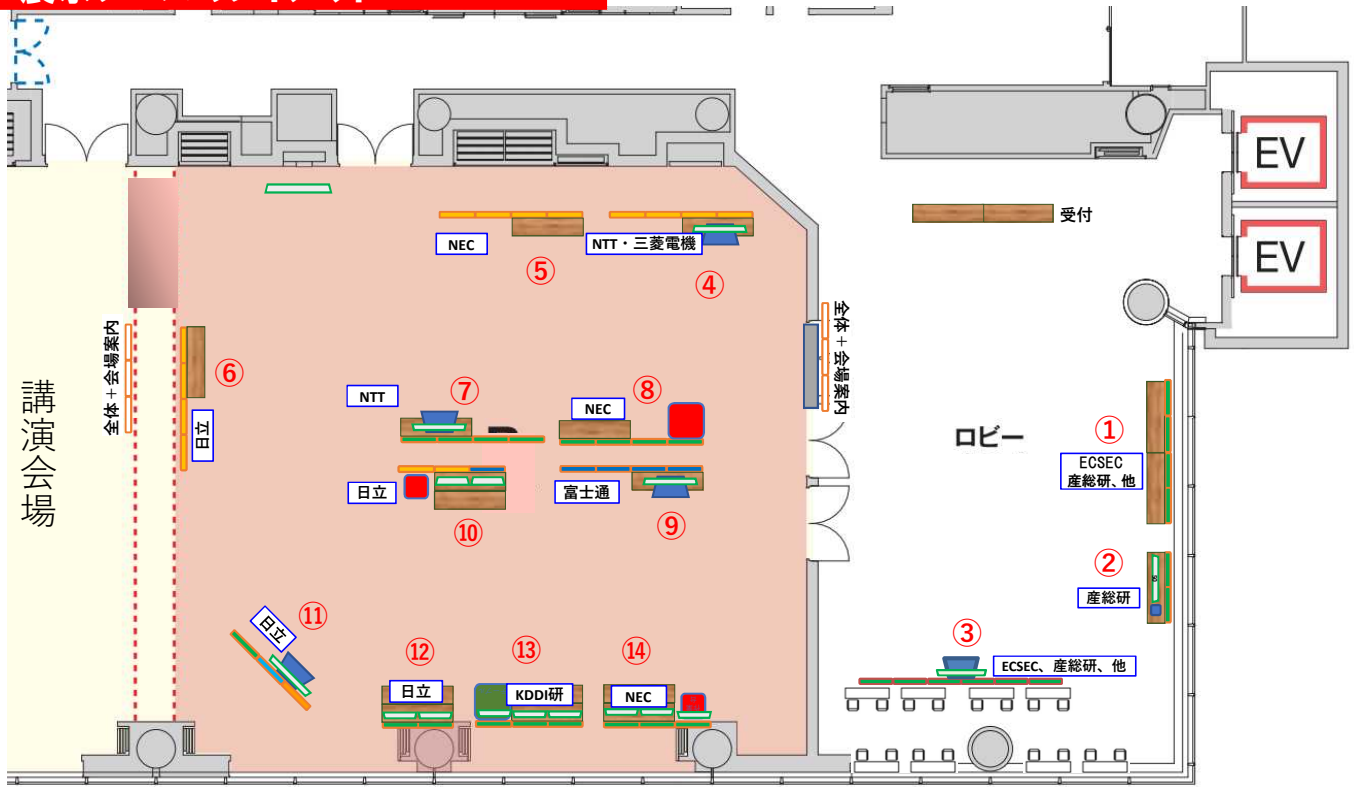 EV
EV
受付
NEC
⑤
NTT・三菱電機
④
全体+会場案内
全体+会場案内
講演会場
⑥
日立
NTT
⑦
NEC
⑧
ロビー
①
ECSEC
産総研、他
日立
⑩
富士通
⑨
②
産総研
⑪
日立
⑫
日立
⑬
KDDI研
⑭
NEC
③
ECSEC、産総研、他